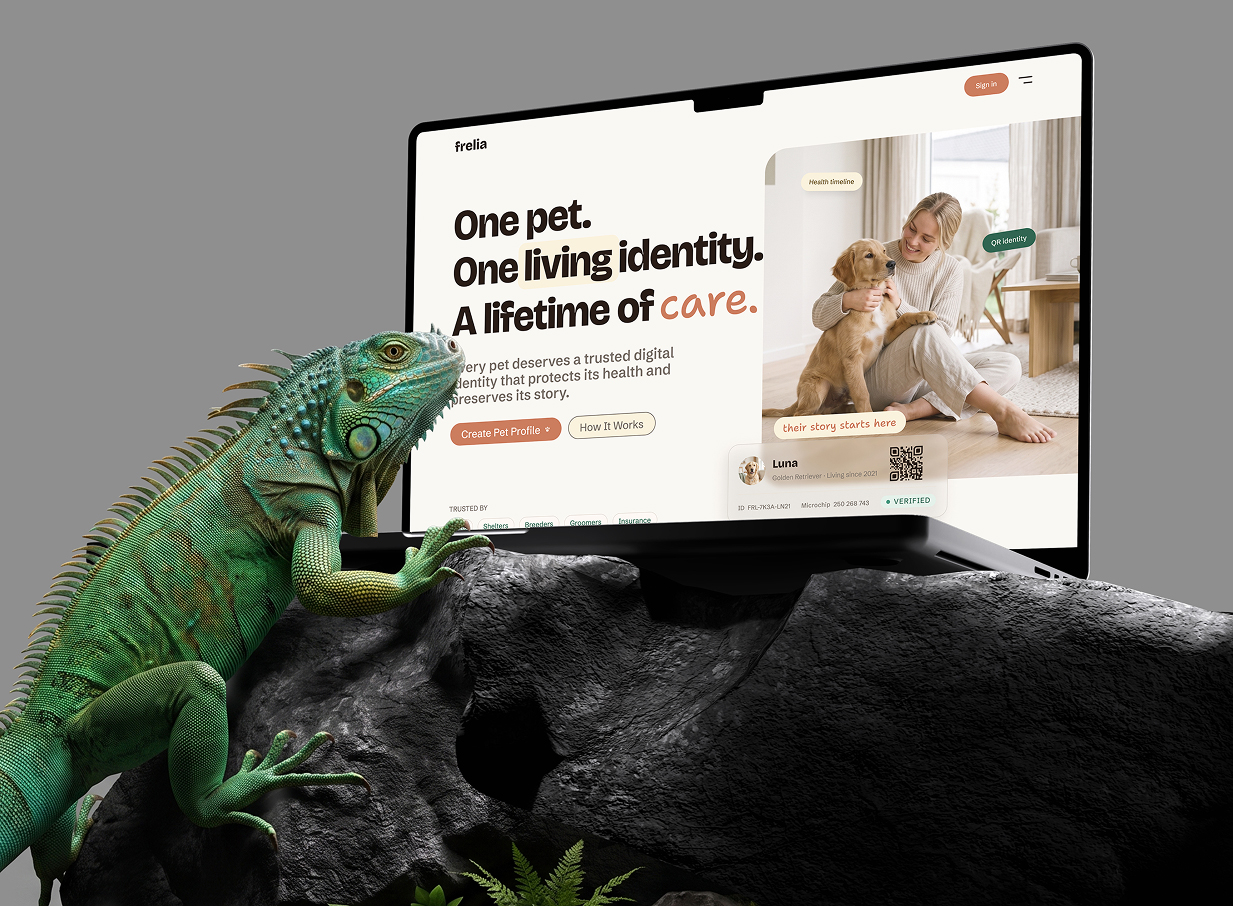 Sign in
frelia
One pet.
One living identity.
A lifetime of care.
very pet deserves a trusted digital
identity that protects its health and
preserves its story.
Create Pet Profile
How It Works
TRUSTED BY
Shelters
Breeders
Groomers
Insurance
Health timeline
QR identity
their story starts here
Luna
Golden Retriever · Living since 2021
ID FRL-7K3A-LN21
Microchip 250 268 743
VERIFIED